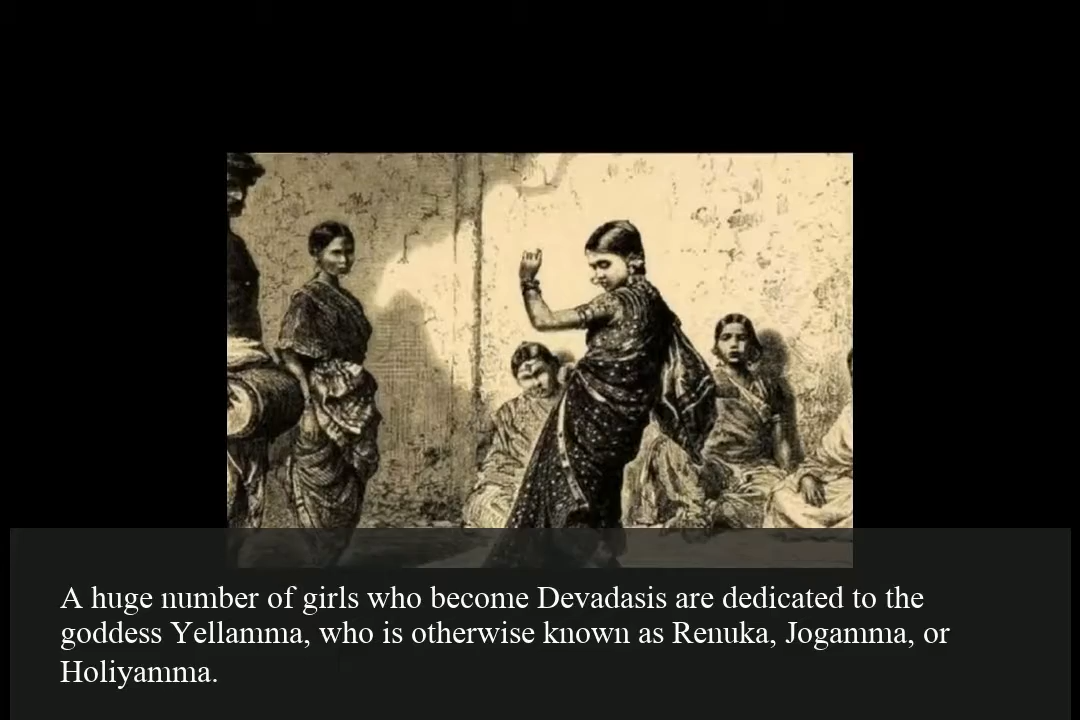 A huge number of girls who become Devadasis are dedicated to the
goddess Yellamma, who is otherwise known as Renuka, Jogamma, or
Holiyamma.